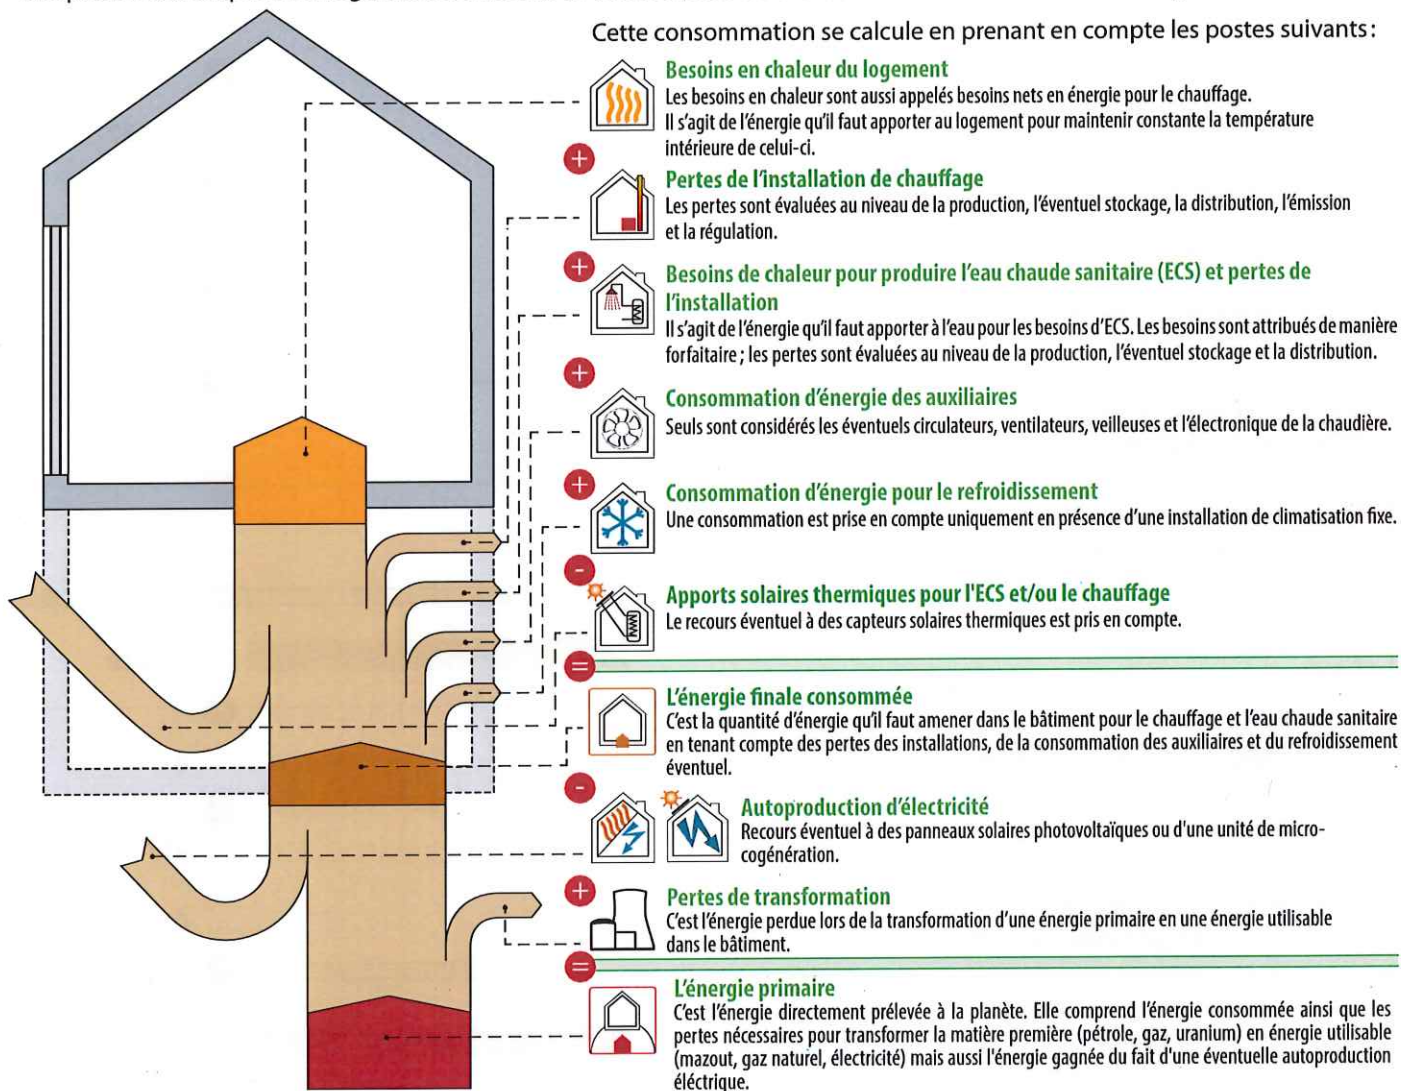 Cette consommation se calcule en prenant en compte les postes suivants :
Besoins en chaleur du logement
Les besoins en chaleur sont aussi appelés besoins nets en énergie pour le chauffage.
Il s'agit de l'énergie qu'il faut apporter au logement pour maintenir constante la température
intérieure de celui-ci.
+
Pertes de l'installation de chauffage
Les pertes sont évaluées au niveau de la production, l'éventuel stockage, la distribution, l'émission
et la régulation.
+
Besoins de chaleur pour produire l'eau chaude sanitaire (ECS) et pertes de
l'installation
Il s'agit de l'énergie qu'il faut apporter à l'eau pour les besoins d'ECS. Les besoins sont attribués de manière
forfaitaire ; les pertes sont évaluées au niveau de la production, l'éventuel stockage et la distribution.
+
Consommation d'énergie des auxiliaires
Seuls sont considérés les éventuels circulateurs, ventilateurs, veilleuses et l'électronique de la chaudière.
+
Consommation d'énergie pour le refroidissement
Une consommation est prise en compte uniquement en présence d'une installation de climatisation fixe.
-
Apports solaires thermiques pour l'ECS et/ou le chauffage
Le recours éventuel à des capteurs solaires thermiques est pris en compte.
=
L'énergie finale consommée
C'est la quantité d'énergie qu'il faut amener dans le bâtiment pour le chauffage et l'eau chaude sanitaire
en tenant compte des pertes des installations, de la consommation des auxiliaires et du refroidissement
éventuel.
-
Autoproduction d'électricité
Recours éventuel à des panneaux solaires photovoltaïques ou d'une unité de micro-
cogénération.
+
Pertes de transformation
C'est l'énergie perdue lors de la transformation d'une énergie primaire en une énergie utilisable
dans le bâtiment.
=
L'énergie primaire
C'est l'énergie directement prélevée à la planète. Elle comprend l'énergie consommée ainsi que les
pertes nécessaires pour transformer la matière première (pétrole, gaz, uranium) en énergie utilisable
(mazout, gaz naturel, électricité) mais aussi l'énergie gagnée du fait d'une éventuelle autoproduction
éléctrique.